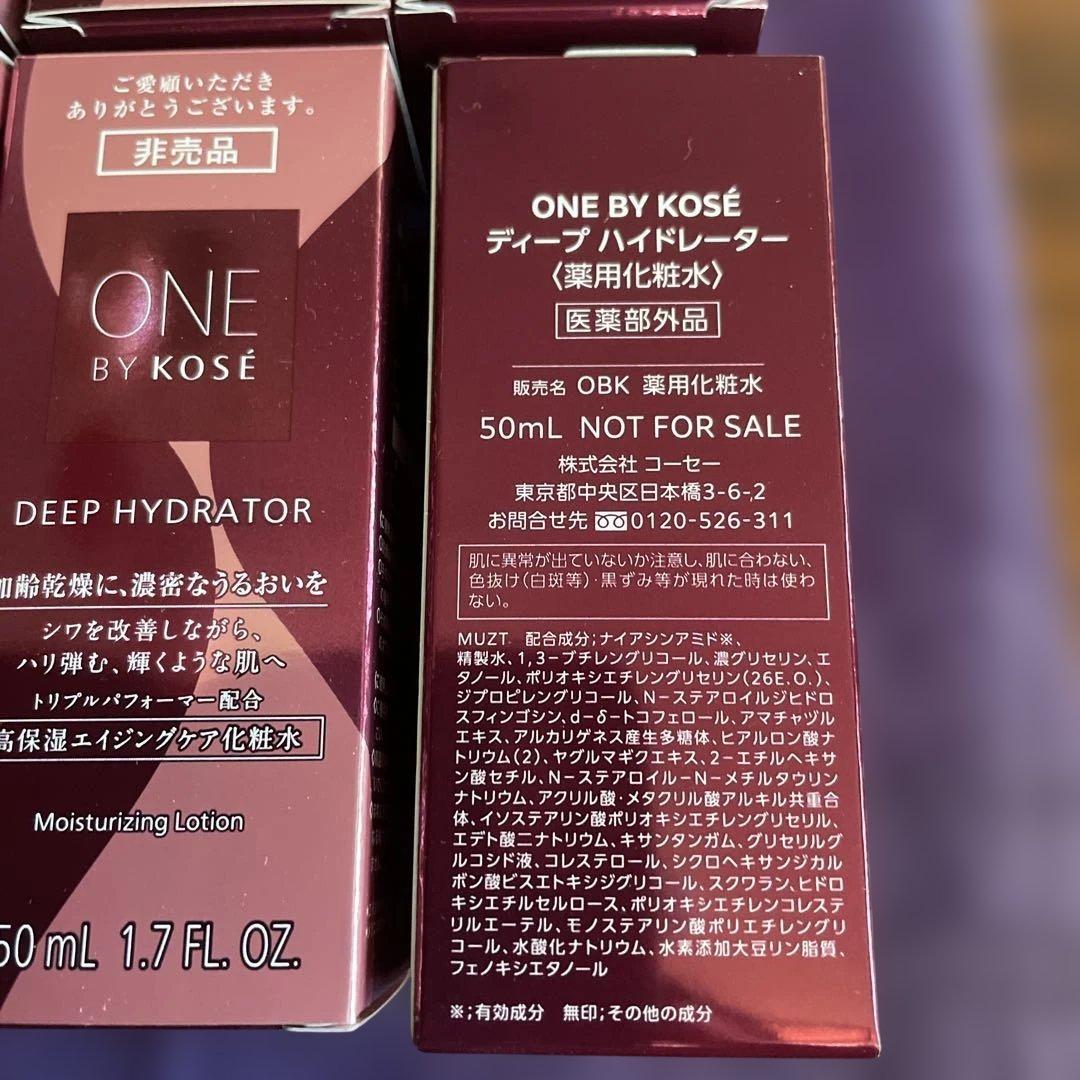 ご愛顧いただき
ありがとうございます。
非売品
ONE
BY KOSÉ
DEEP HYDRATOR
加齢乾燥に、濃密なうるおいを
シワを改善しながら、
ハリ弾む、輝くような肌へ
トリプルパフォーマー配合
高保湿エイジングケア化粧水
Moisturizing Lotion
50 mL 1.7 FL. OZ.
ONE BY KOSÉ
ディープ ハイドレーター
〈薬用化粧水〉
医薬部外品
販売名 OBK 薬用化粧水
50mL NOT FOR SALE
株式会社 コーセー
東京都中央区日本橋3-6-2
お問合せ先 0120-526-311
肌に異常が出ていないか注意し、肌に合わない、
色抜け(白斑等)・黒ずみ等が現れた時は使わ
ない。
MUZT 配合成分;ナイアシンアミド※、
精製水、1,3-ブチレングリコール、濃グリセリン、エ
タノール、ポリオキシエチレングリセリン(26E.O.)、
ジプロピレングリコール、N-ステアロイルジヒドロ
スフィンゴシン、d-δ-トコフェロール、アマチャヅル
エキス、アルカリゲネス産生多糖体、ヒアルロン酸ナ
トリウム(2)、ヤグルマギクエキス、2-エチルヘキサ
ン酸セチル、N-ステアロイル-N-メチルタウリン
ナトリウム、アクリル酸・メタクリル酸アルキル共重合
体、イソステアリン酸ポリオキシエチレングリセリル、
エデト酸二ナトリウム、キサンタンガム、グリセリルグ
ルコシド液、コレステロール、シクロヘキサンジカル
ボン酸ビスエトキシジグリコール、スクワラン、ヒドロ
キシエチルセルロース、ポリオキシエチレンコレステ
リルエーテル、モノステアリン酸ポリエチレングリ
コール、水酸化ナトリウム、水素添加大豆リン脂質、
フェノキシエタノール
※;有効成分 無印;その他の成分